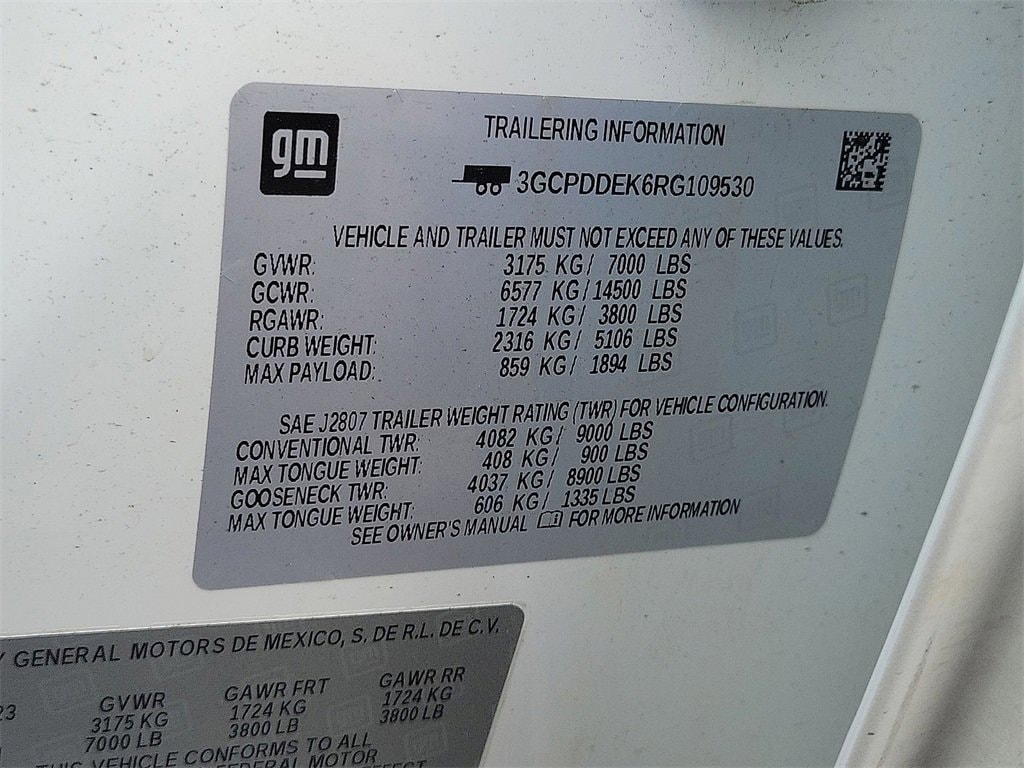 gm
TRAILERING INFORMATION
3GCPDDEK6RG109530
VEHICLE AND TRAILER MUST NOT EXCEED ANY OF THESE VALUES.
GVWR: 3175 KG/ 7000 LBS
GCWR: 6577 KG/14500 LBS
RGAWR: 1724 KG/ 3800 LBS
CURB WEIGHT: 2316 KG/ 5106 LBS
MAX PAYLOAD: 859 KG/ 1894 LBS
SAE J2807 TRAILER WEIGHT RATING (TWR) FOR VEHICLE CONFIGURATION.
CONVENTIONAL TWR: 4082 KG/ 9000 LBS
MAX TONGUE WEIGHT: 408 KG/ 900 LBS
GOOSENECK TWR: 4037 KG/ 8900 LBS
MAX TONGUE WEIGHT: 606 KG/ 1335 LBS
SEE OWNER'S MANUAL FOR MORE INFORMATION
GENERAL MOTORS DE MEXICO, S. DE R.L. DE C.V.
23 GVWR GAWR FRT GAWR RR
3175 KG 1724 KG 1724 KG
7000 LB 3800 LB 3800 LB
THIS VEHICLE CONFORMS TO ALL
FEDERAL MOTOR